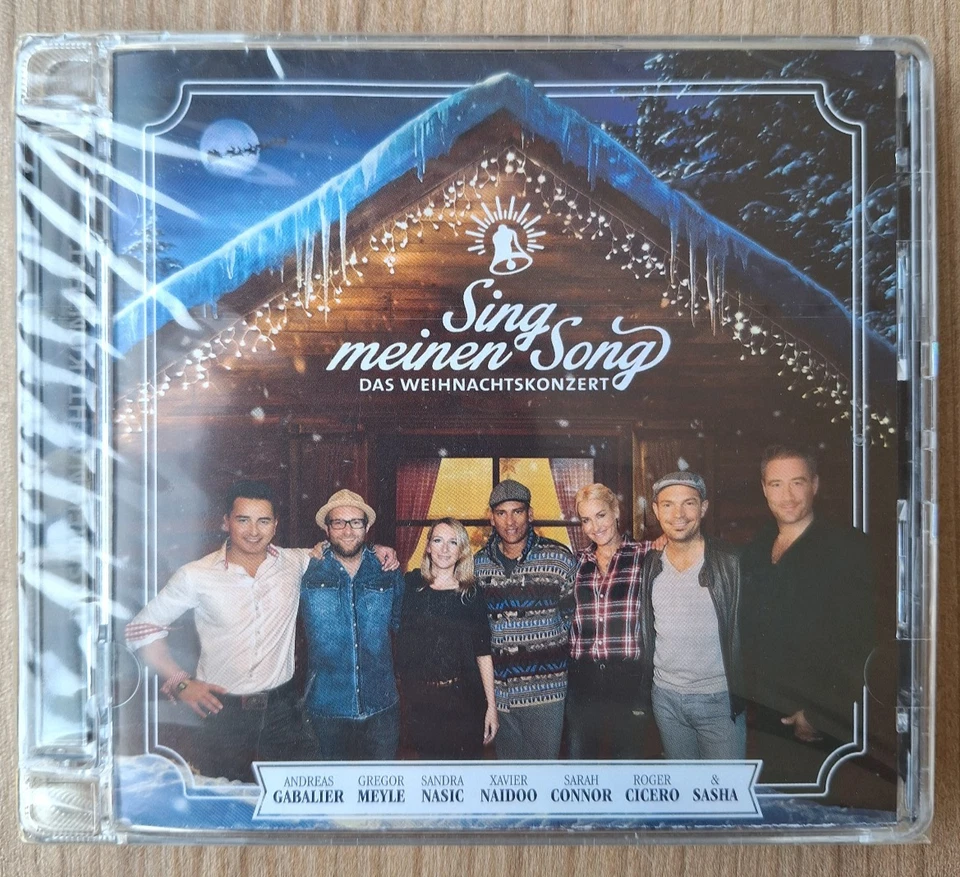 Sing
meinen Song
DAS WEIHNACHTSKONZERT
ANDREAS GREGOR SANDRA XAVIER SARAH ROGER &
GABALIER MEYLE NASIC NAIDOO CONNOR CICERO SASHA